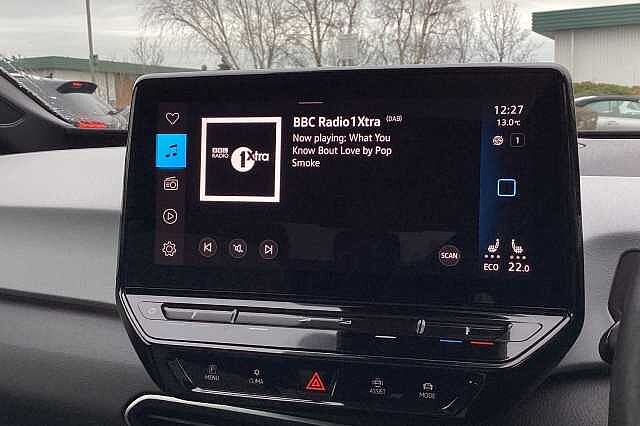 BBC Radio1Xtra (DAB)
Now playing: What You
Know Bout Love by Pop
Smoke
BBC
RADIO
1Xtra
12:27
13.0°C
1
SCAN
ECO 22.0
MENU
CLIMA
ASSIST
MODE